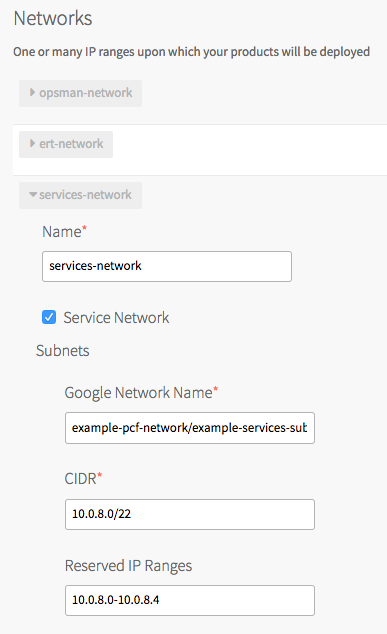 Networks
One or many IP ranges upon which your products will be deployed
opsman-network
ert-network
services-network
Name*
services-network
Service Network
Subnets
Google Network Name*
example-pcf-network/example-services-sub
CIDR*
10.0.8.0/22
Reserved IP Ranges
10.0.8.0-10.0.8.4